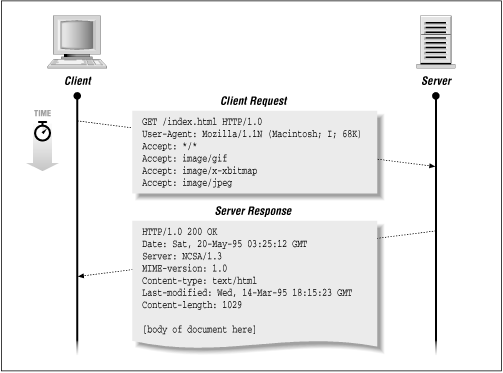 Client
Server
TIME
Client Request
GET /index.html HTTP/1.0
User-Agent: Mozilla/1.1N (Macintosh; I; 68K)
Accept: */*
Accept: image/gif
Accept: image/x-xbitmap
Accept: image/jpeg
Server Response
HTTP/1.0 200 OK
Date: Sat, 20-May-95 03:25:12 GMT
Server: NCSA/1.3
MIME-version: 1.0
Content-type: text/html
Last-modified: Wed, 14-Mar-95 18:15:23 GMT
Content-length: 1029
[body of document here]